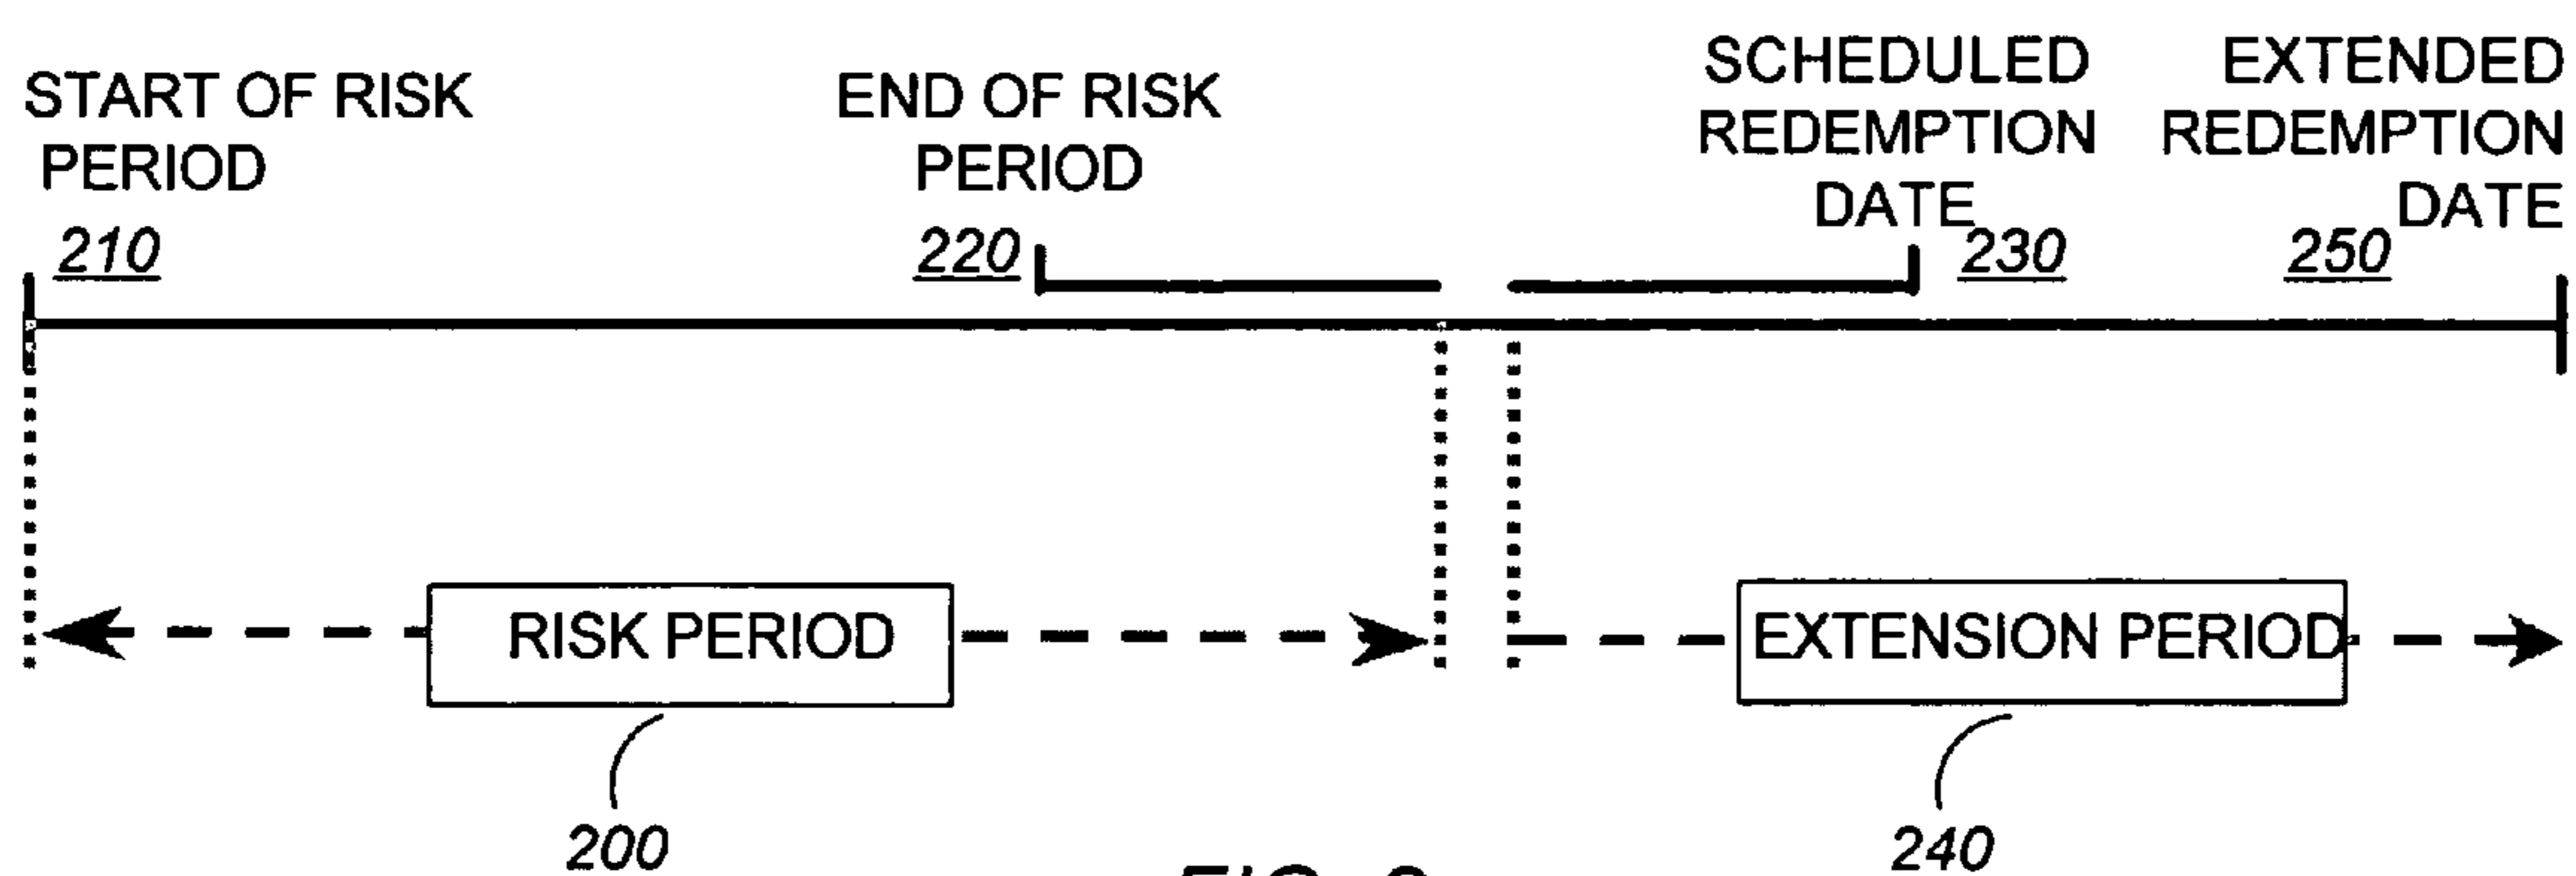 START OF RISK
PERIOD
210
END OF RISK
PERIOD
220
SCHEDULED
REDEMPTION
DATE
230
EXTENDED
REDEMPTION
DATE
250
RISK PERIOD
200
EXTENSION PERIOD
240